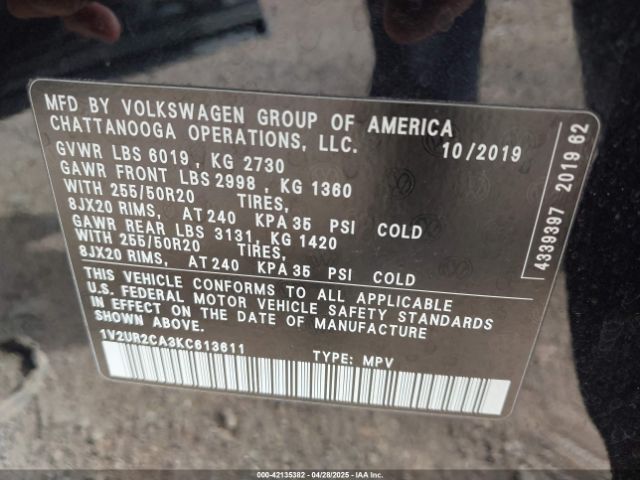 MFD BY VOLKSWAGEN GROUP OF AMERICA
CHATTANOOGA OPERATIONS, LLC.
10/2019
GVWR LBS 6019 , KG 2730
GAWR FRONT LBS 2998 , KG 1360
WITH 255/50R20 TIRES,
8JX20 RIMS, AT 240 KPA 35 PSI COLD
GAWR REAR LBS 3131, KG 1420
WITH 255/50R20 TIRES,
8JX20 RIMS, AT 240 KPA 35 PSI COLD
THIS VEHICLE CONFORMS TO ALL APPLICABLE
U.S. FEDERAL MOTOR VEHICLE SAFETY STANDARDS
IN EFFECT ON THE DATE OF MANUFACTURE
SHOWN ABOVE.
1V2UR2CA3KC613611 TYPE: MPV
4339397 2019 62
000-42135382 - 04/28/2025 - IAA Inc.